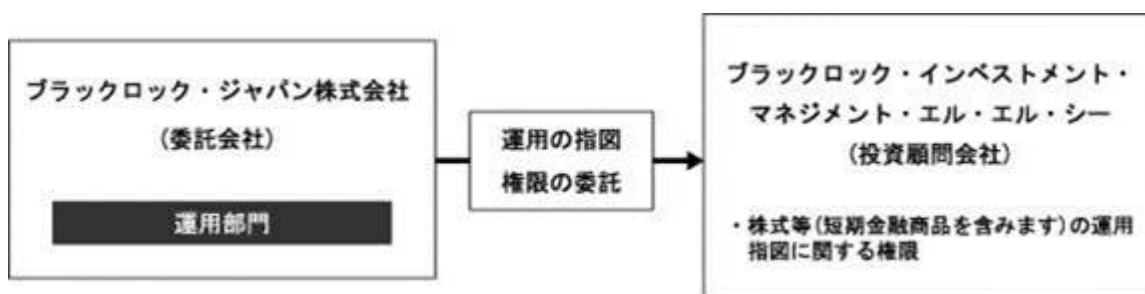 ブラックロック・ジャパン株式会社
(委託会社)
運用部門
運用の指図
権限の委託
ブラックロック・インベストメント・
マネジメント・エル・エル・シー
(投資顧問会社)
・株式等(短期金融商品を含みます)の運用
指図に関する権限